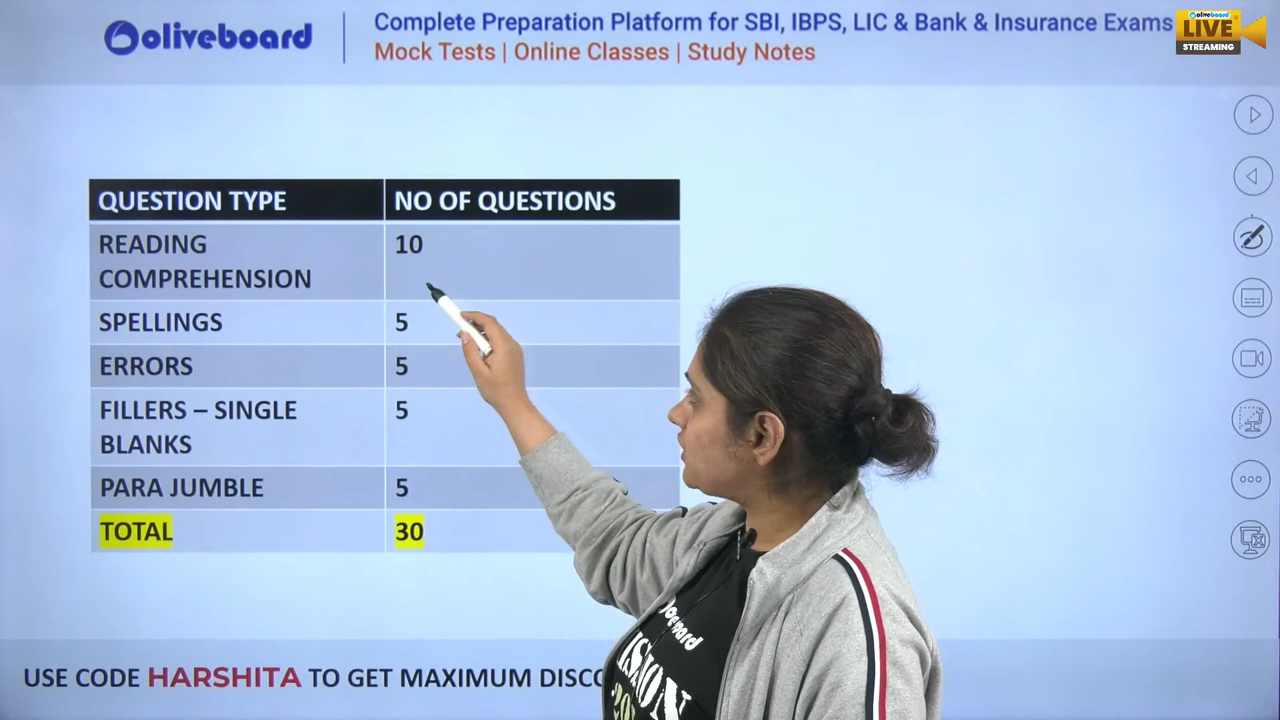 oliveboard
Complete Preparation Platform for SBI, IBPS, LIC & Bank & Insurance Exams
Mock Tests | Online Classes | Study Notes
oliveboard
LIVE
STREAMING
QUESTION TYPE NO OF QUESTIONS
READING 10
COMPREHENSION
SPELLINGS 5
ERRORS 5
FILLERS – SINGLE 5
BLANKS
PARA JUMBLE 5
TOTAL 30
USE CODE HARSHITA TO GET MAXIMUM